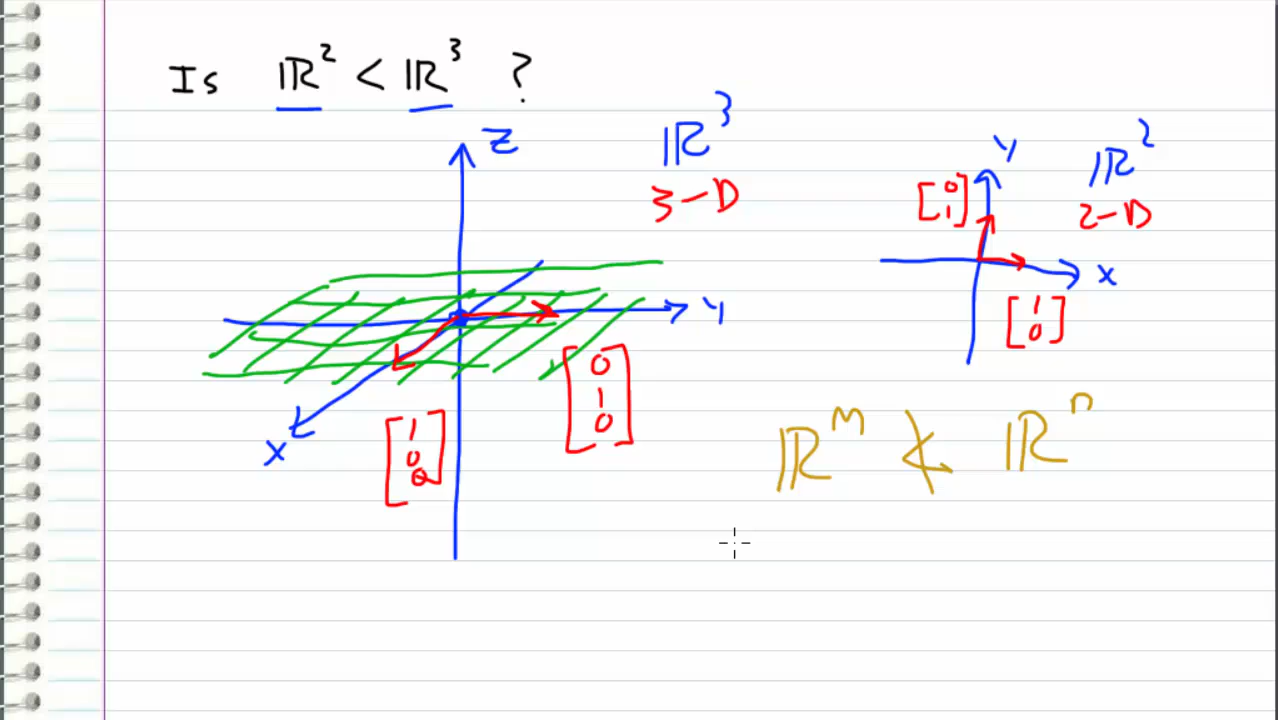 Is ℝ² < ℝ³ ?
Z
ℝ³
3-D
Y
X
[1 0 0]
[0 1 0]
Y
ℝ²
2-D
[0 1]
X
[1 0]
ℝᵐ ≮ ℝⁿ